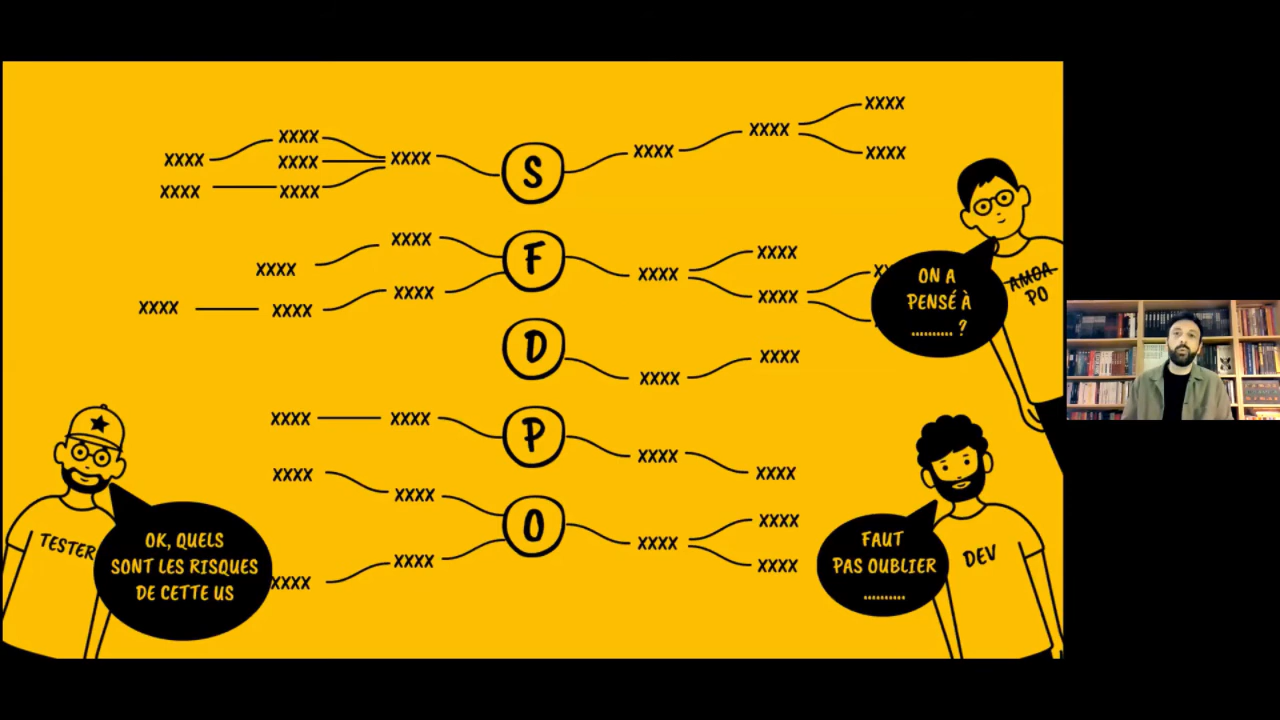 XXXX
XXXX
XXXX
XXXX
XXXX
XXXX
S
XXXX
XXXX
XXXX
XXXX
XXXX
XXXX
XXXX
XXXX
XXXX
F
XXXX
XXXX
XXXX
D
XXXX
XXXX
XXXX
XXXX
P
XXXX
XXXX
XXXX
XXXX
XXXX
XXXX
O
XXXX
XXXX
XXXX
ON A
PENSÉ À
.......... ?
AMOA
PO
TESTER
OK, QUELS
SONT LES RISQUES
DE CETTE US
FAUT
PAS OUBLIER
..........
DEV